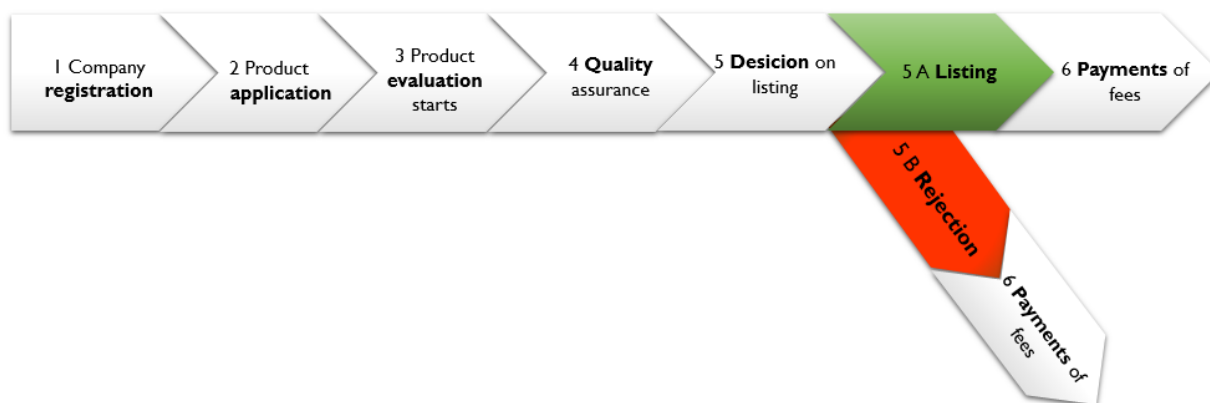 1 Company
registration
2 Product
application
3 Product
evaluation
starts
4 Quality
assurance
5 Desicion on
listing
5 A Listing
6 Payments of
fees
5 B Rejection
6 Payments of
fees